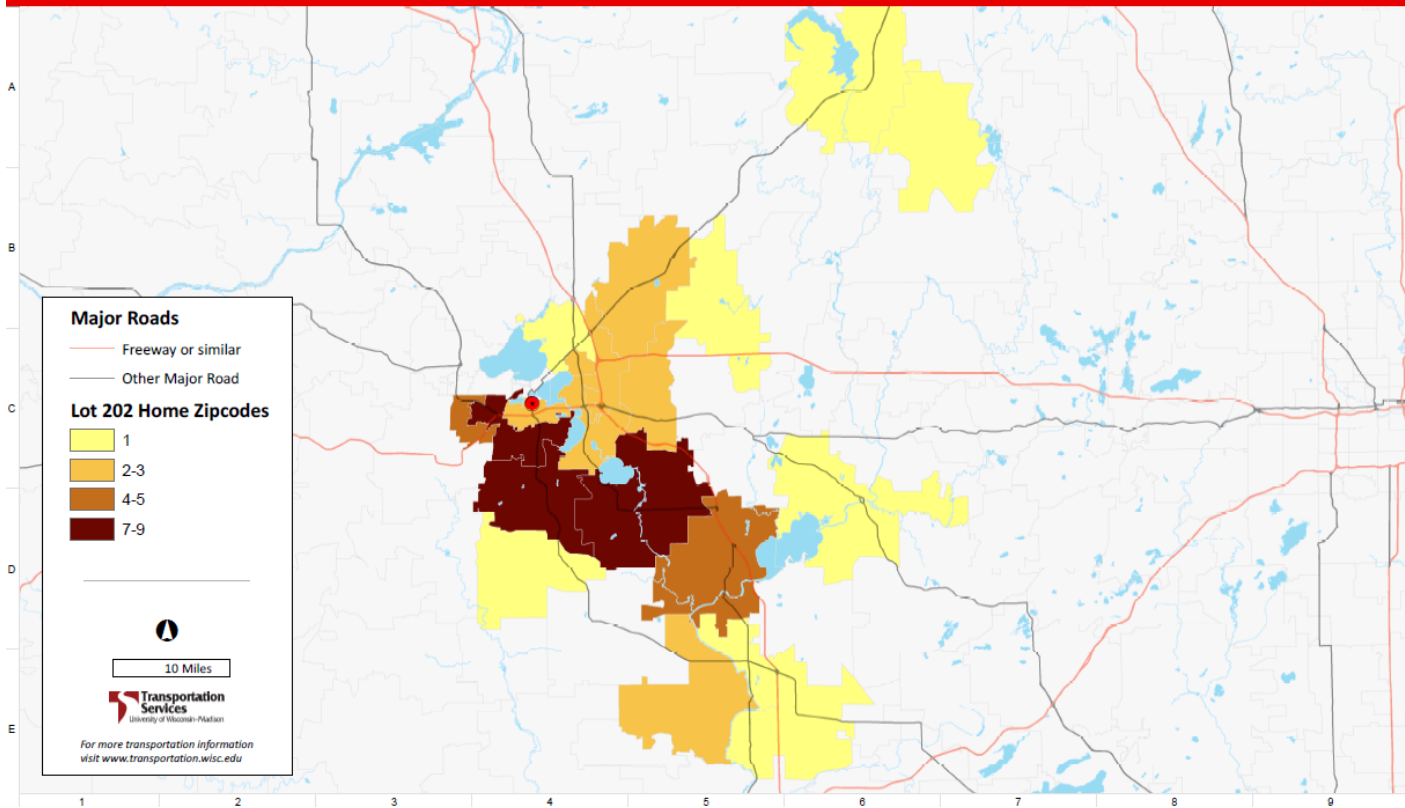 A
B
C
D
E
Major Roads
Freeway or similar
Other Major Road
Lot 202 Home Zipcodes
1
2-3
4-5
7-9
10 Miles
Transportation
Services
University of Wisconsin-Madison
For more transportation information
visit www.transportation.wisc.edu
1 2 3 4 5 6 7 8 9